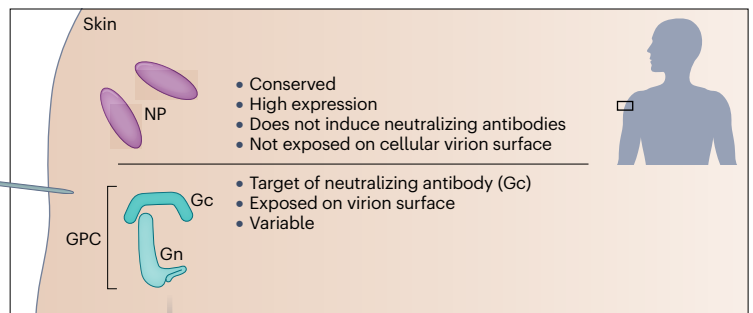 Skin
NP
• Conserved
• High expression
• Does not induce neutralizing antibodies
• Not exposed on cellular virion surface
GPC
Gc
Gn
• Target of neutralizing antibody (Gc)
• Exposed on virion surface
• Variable